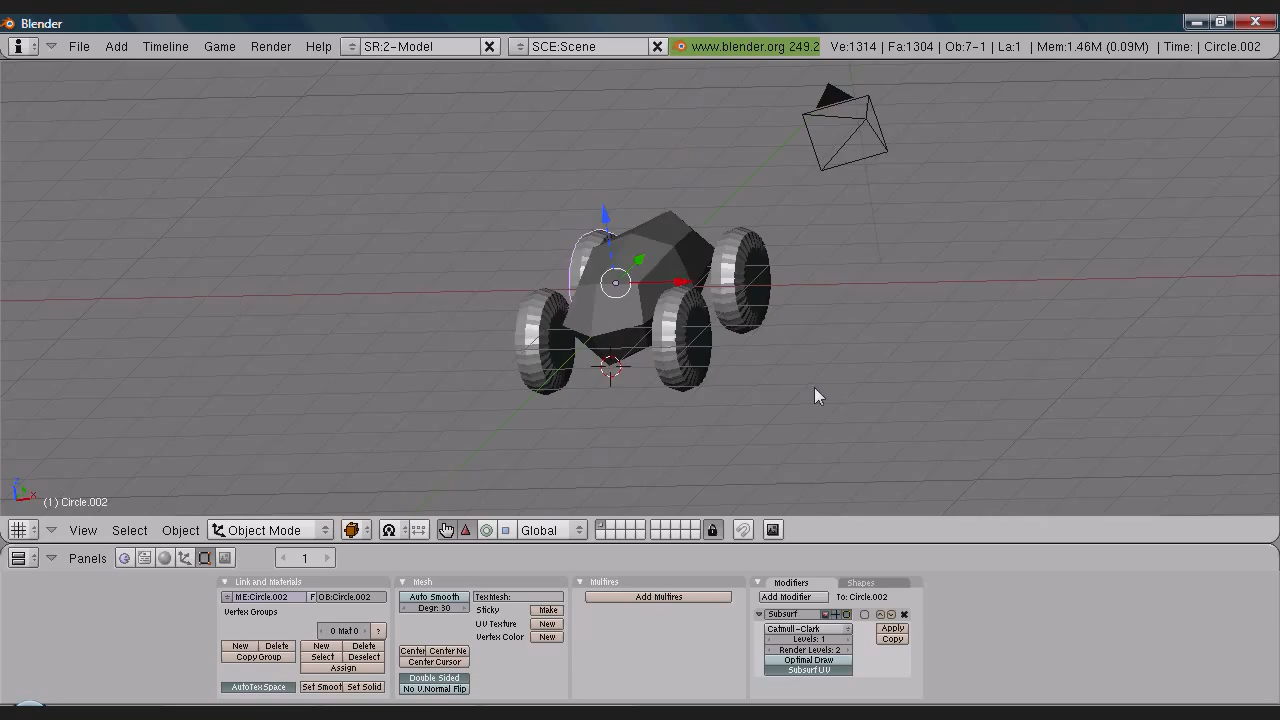 Blender
File Add Timeline Game Render Help SR:2-Model SCE:Scene www.blender.org 249.2 Ve:1314 | Fa:1304 | Ob:7-1 | La:1 | Mem:1.46M (0.09M) | Time: | Circle.002
(1) Circle.002
View Select Object Object Mode Global
Panels 1
Link and Materials Mesh Multires Modifiers Shapes
ME:Circle.002 F OB:Circle.002 Auto Smooth TexMesh: Add Multires Add Modifier To: Circle.002
Vertex Groups Degr: 30 Sticky Make Subsurf
0 Mat 0 ? UV Texture New Catmull-Clark Apply
Vertex Color New Levels: 1 Copy
New Delete New Delete Center Center Ne Render Levels: 2
Copy Group Select Deselect Center Cursor Optimal Draw
Assign Subsurf UV
Double Sided
AutoTexSpace Set Smoot Set Solid No V.Normal Flip